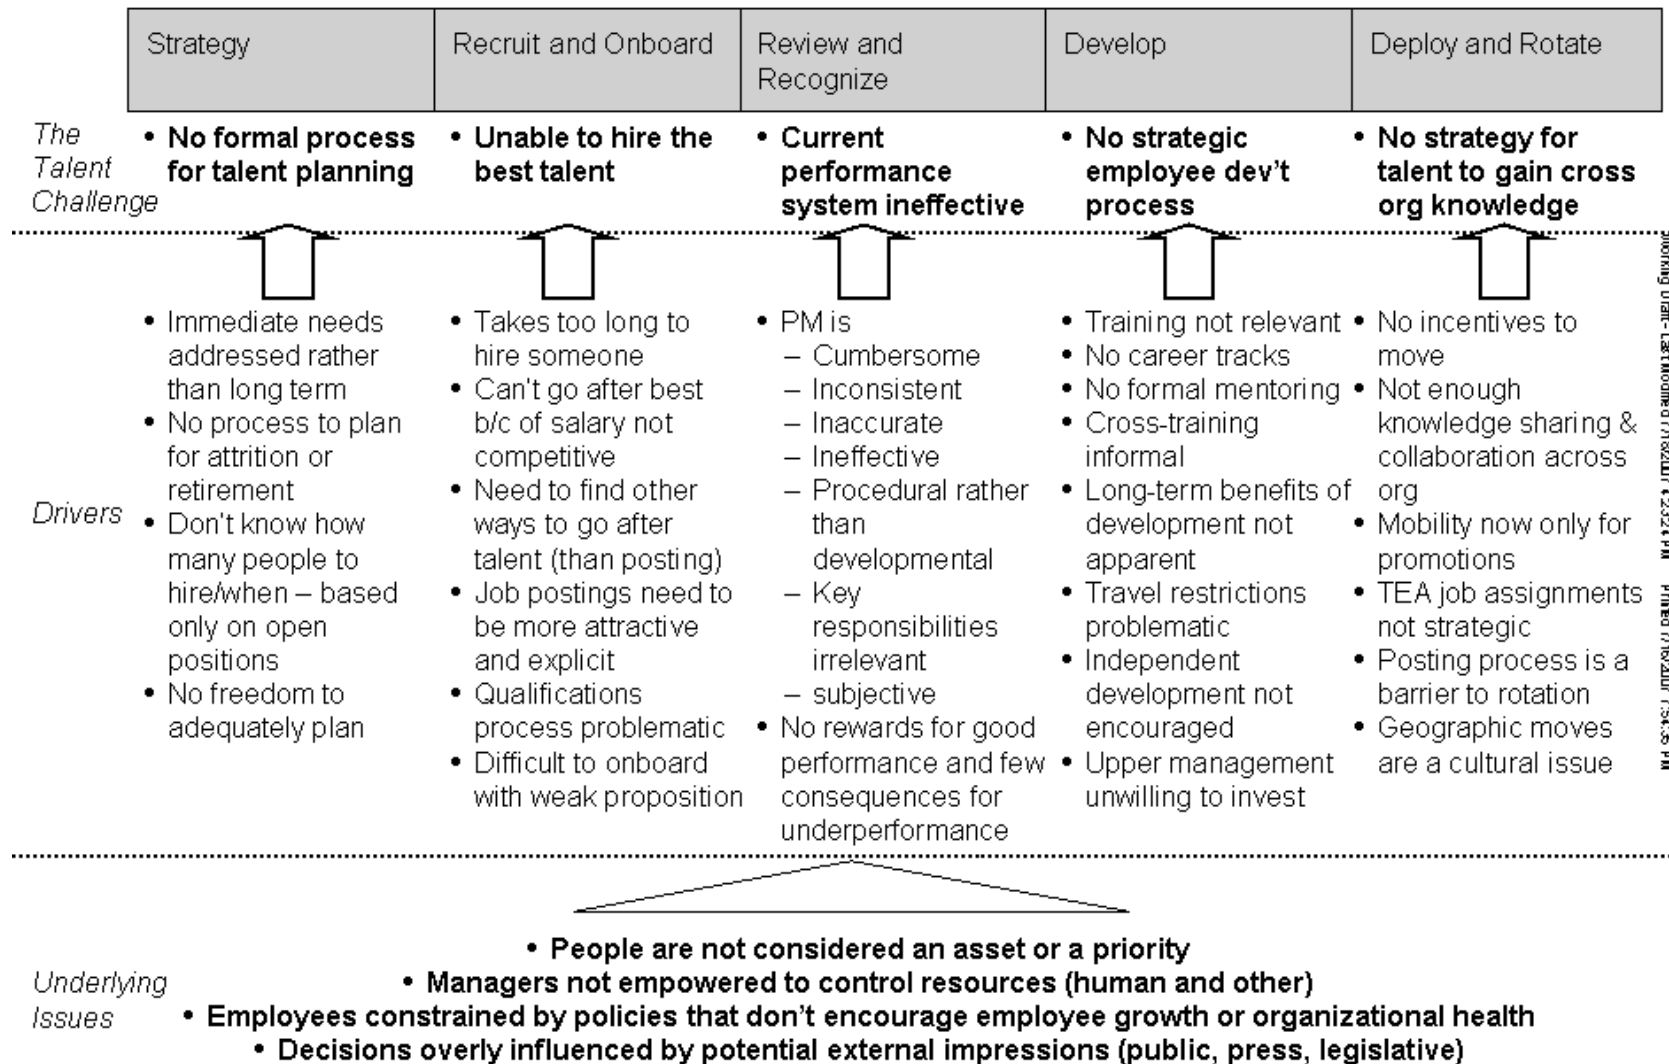 Strategy
Recruit and Onboard
Review and
Recognize
Develop
Deploy and Rotate
The
Talent
Challenge
• No formal process
for talent planning
• Unable to hire the
best talent
• Current
performance
system ineffective
• No strategic
employee dev't
process
• No strategy for
talent to gain cross
org knowledge
Drivers
• Immediate needs
addressed rather
than long term
• No process to plan
for attrition or
retirement
• Don't know how
many people to
hire/when – based
only on open
positions
• No freedom to
adequately plan
• Takes too long to
hire someone
• Can't go after best
b/c of salary not
competitive
• Need to find other
ways to go after
talent (than posting)
• Job postings need to
be more attractive
and explicit
• Qualifications
process problematic
• Difficult to onboard
with weak proposition
• PM is
– Cumbersome
– Inconsistent
– Inaccurate
– Ineffective
– Procedural rather
than
developmental
– Key
responsibilities
irrelevant
– subjective
• No rewards for good
performance and few
consequences for
underperformance
• Training not relevant
• No career tracks
• No formal mentoring
• Cross-training
informal
• Long-term benefits of
development not
apparent
• Travel restrictions
problematic
• Independent
development not
encouraged
• Upper management
unwilling to invest
• No incentives to
move
• Not enough
knowledge sharing &
collaboration across
org
• Mobility now only for
promotions
• TEA job assignments
not strategic
• Posting process is a
barrier to rotation
• Geographic moves
are a cultural issue
Underlying
Issues
• People are not considered an asset or a priority
• Managers not empowered to control resources (human and other)
• Employees constrained by policies that don't encourage employee growth or organizational health
• Decisions overly influenced by potential external impressions (public, press, legislative)